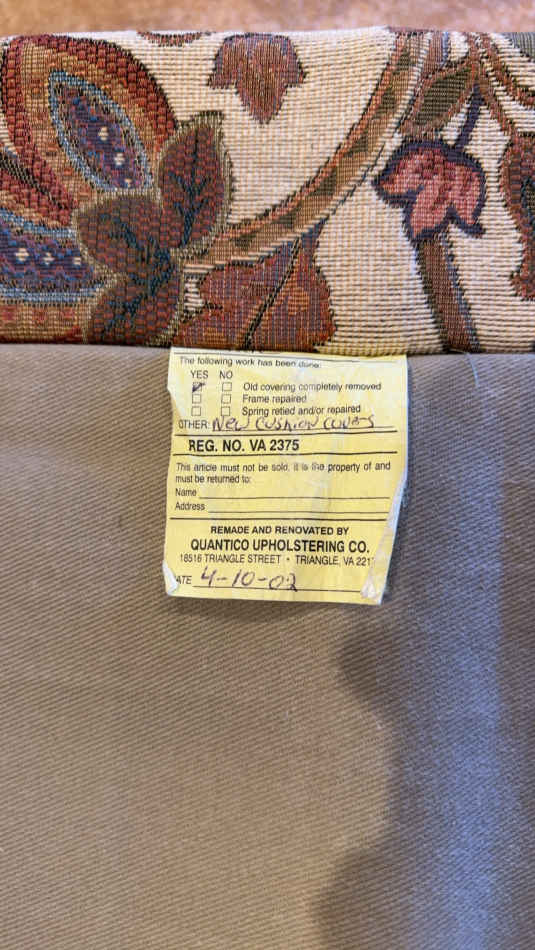 The following work has been done:
YES NO
Old covering completely removed
Frame repaired
Spring retied and/or repaired
OTHER: New Cushion Covers
REG. NO. VA 2375
This article must not be sold, it is the property of and
must be returned to:
Name
Address
REMADE AND RENOVATED BY
QUANTICO UPHOLSTERING CO.
18516 TRIANGLE STREET • TRIANGLE, VA 221
ATE 4-10-02